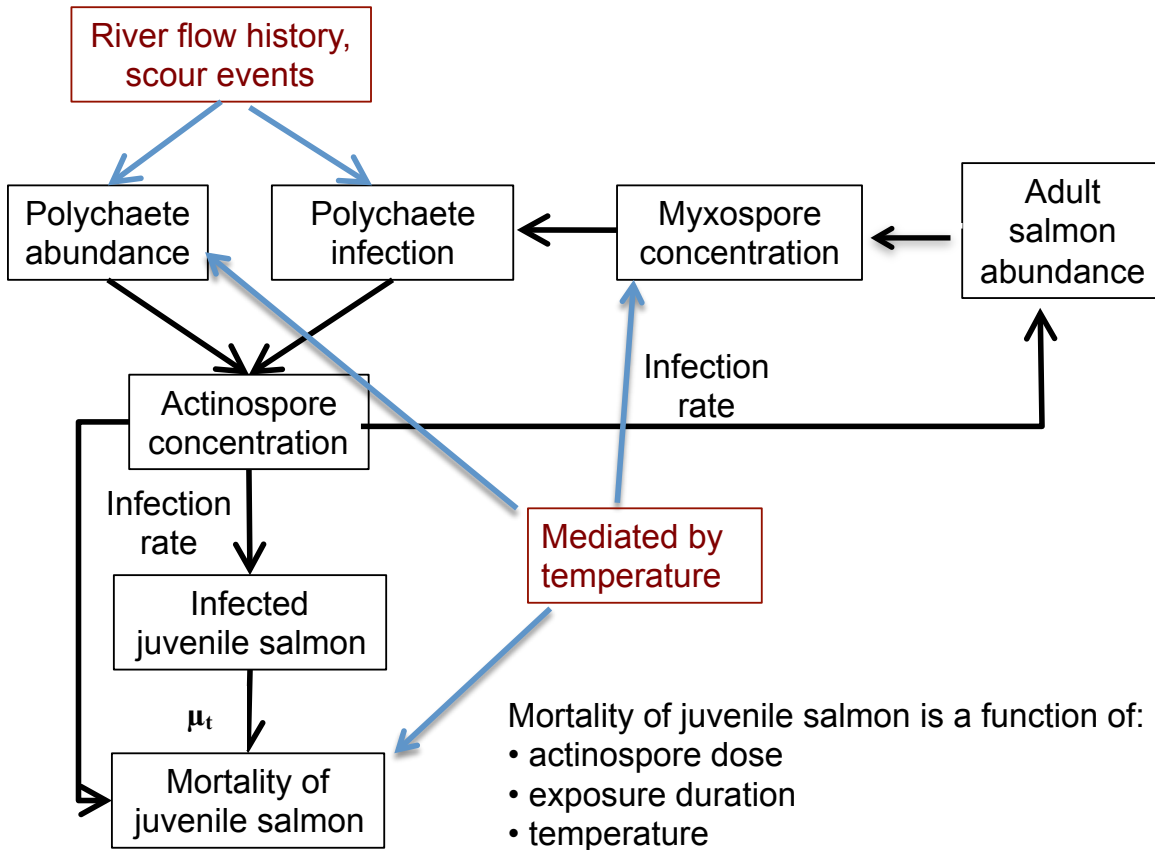 River flow history,
scour events
Polychaete
abundance
Polychaete
infection
Myxospore
concentration
Adult
salmon
abundance
Infection
rate
Actinospore
concentration
Infection
rate
Mediated by
temperature
Infected
juvenile salmon
μt
Mortality of
juvenile salmon
Mortality of juvenile salmon is a function of:
• actinospore dose
• exposure duration
• temperature